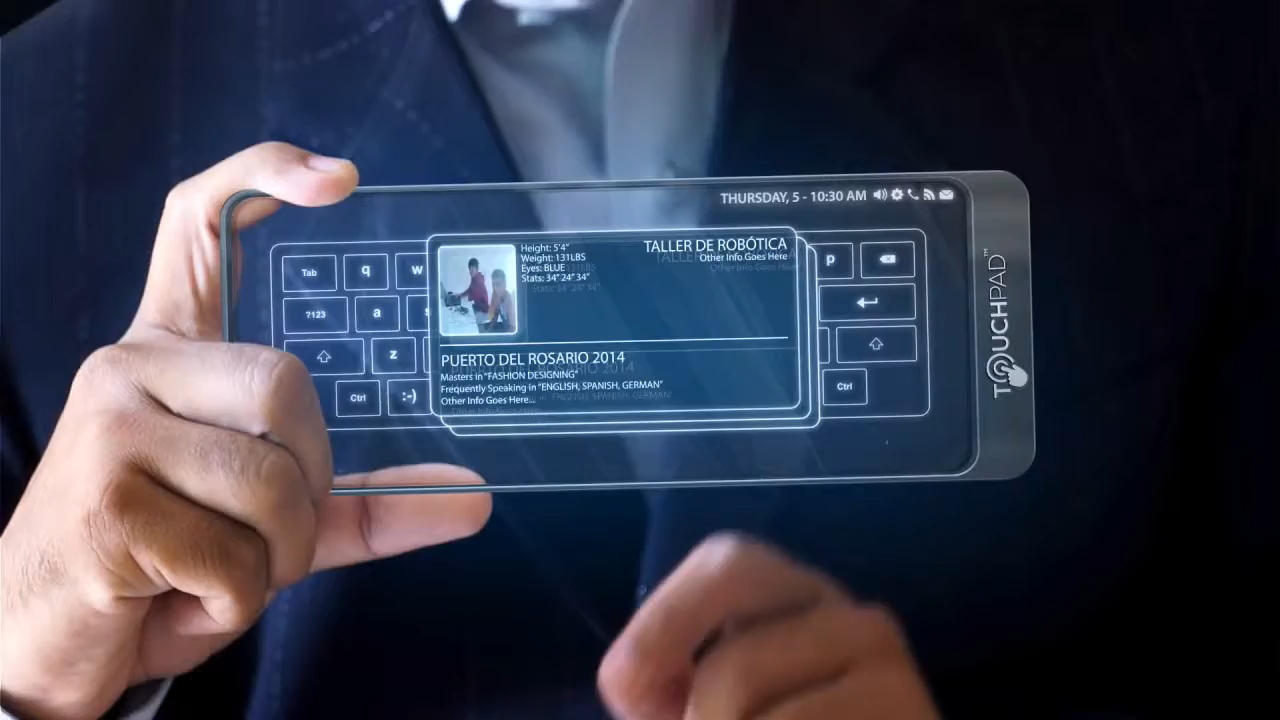 THURSDAY, 5 - 10:30 AM
Height: 5'4"
Weight: 131LBS
Eyes: BLUE
Stats: 34" 24" 34"
TALLER DE ROBÓTICA
Other Info Goes Here
PUERTO DEL ROSARIO 2014
Masters in "FASHION DESIGNING"
Frequently Speaking in "ENGLISH, SPANISH, GERMAN"
Other Info Goes Here...
Tab q w p
?123 a
z
Ctrl :-) Ctrl
TOUCHPAD™